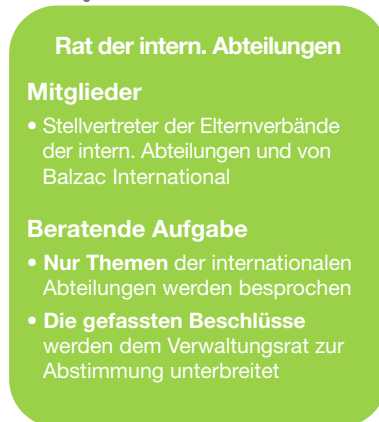 Rat der intern. Abteilungen
Mitglieder
• Stellvertreter der Elternverbände
der intern. Abteilungen und von
Balzac International
Beratende Aufgabe
• Nur Themen der internationalen
Abteilungen werden besprochen
• Die gefassten Beschlüsse
werden dem Verwaltungsrat zur
Abstimmung unterbreitet